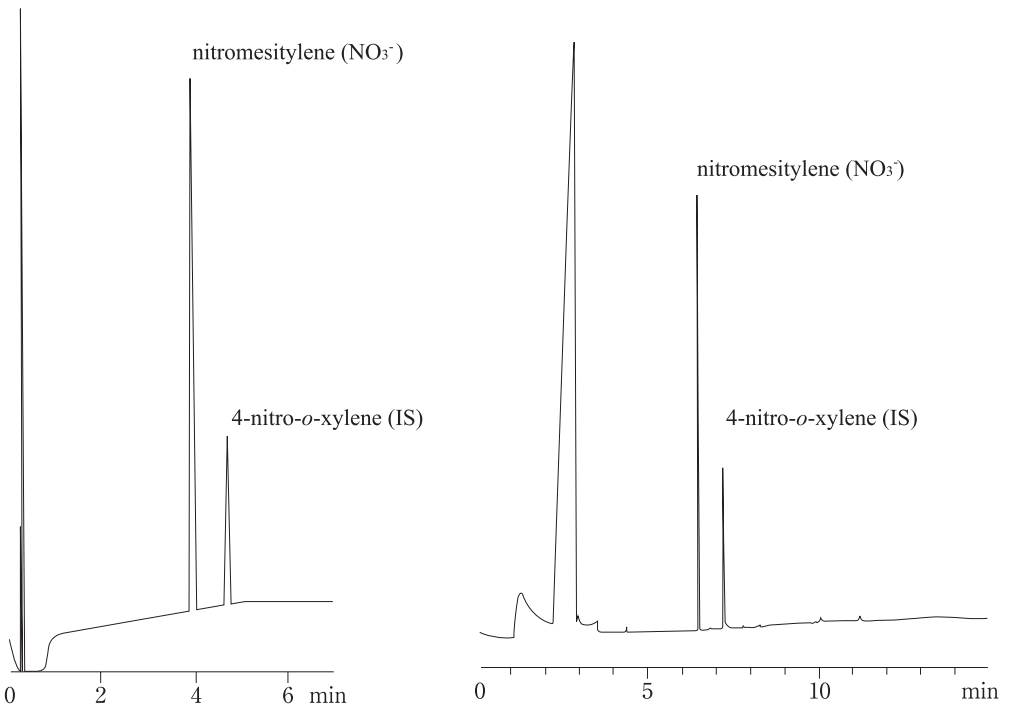 nitromesitylene (NO₃⁻)
4-nitro-o-xylene (IS)
0 2 4 6 min
nitromesitylene (NO₃⁻)
4-nitro-o-xylene (IS)
0 5 10 min